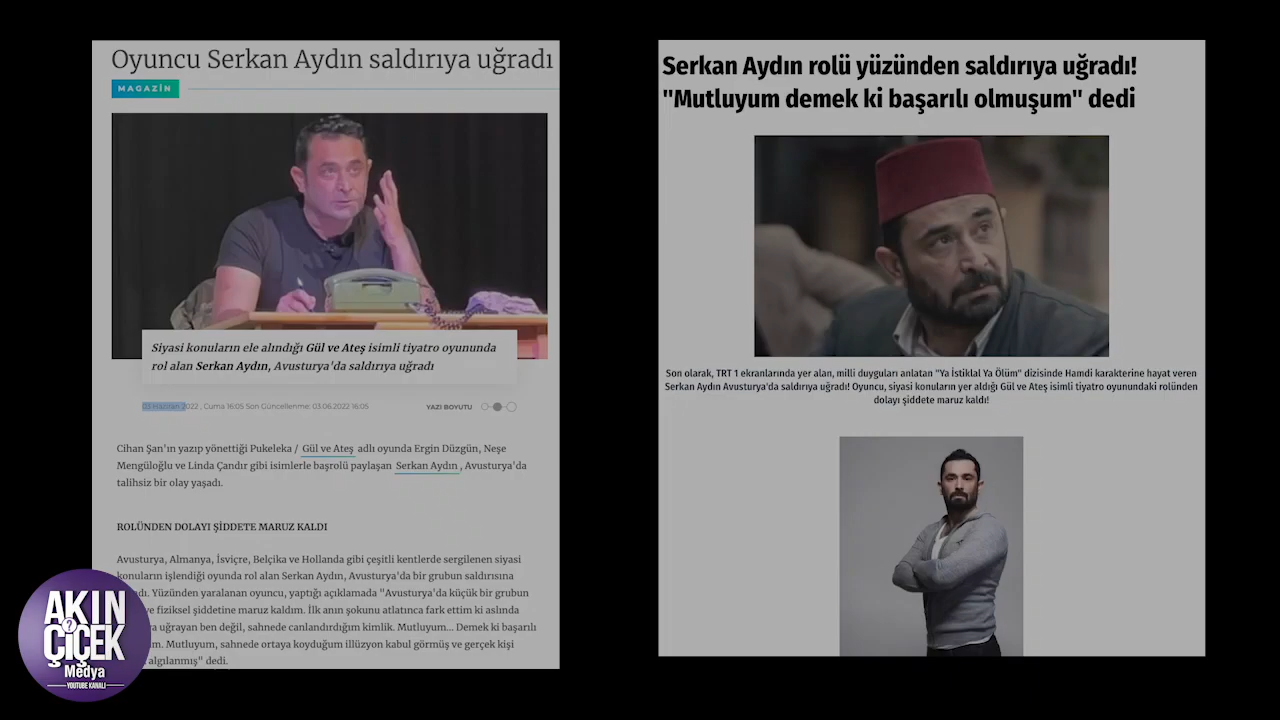 Oyuncu Serkan Aydın saldırıya uğradı
MAGAZİN
Siyasi konuların ele alındığı Gül ve Ateş isimli tiyatro oyununda
rol alan Serkan Aydın, Avusturya'da saldırıya uğradı
03 Haziran 2022 , Cuma 16:05 Son Güncellenme: 03.06.2022 16:05
YAZI BOYUTU
Cihan Şan'ın yazıp yönettiği Pukeleka / Gül ve Ateş adlı oyunda Ergin Düzgün, Neşe
Mengüloğlu ve Linda Çandır gibi isimlerle başrolü paylaşan Serkan Aydın, Avusturya'da
talihsiz bir olay yaşadı.
ROLÜNDEN DOLAYI ŞİDDETE MARUZ KALDI
Avusturya, Almanya, İsviçre, Belçika ve Hollanda gibi çeşitli kentlerde sergilenen siyasi
konuların işlendiği oyunda rol alan Serkan Aydın, Avusturya'da bir grubun saldırısına
Yüzünden yaralanan oyuncu, yaptığı açıklamada "Avusturya'da küçük bir grubun
ve fiziksel şiddetine maruz kaldım. İlk anın şokunu atlatınca fark ettim ki aslında
uğrayan ben değil, sahnede canlandırdığım kimlik. Mutluyum... Demek ki başarılı
Mutluyum, sahnede ortaya koyduğum illüzyon kabul görmüş ve gerçek kişi
algılanmış" dedi.
AKIN
ÇİÇEK
?
Medya
YOUTUBE KANALI
Serkan Aydın rolü yüzünden saldırıya uğradı!
"Mutluyum demek ki başarılı olmuşum" dedi
Son olarak, TRT 1 ekranlarında yer alan, milli duyguları anlatan "Ya İstiklal Ya Ölüm" dizisinde Hamdi karakterine hayat veren
Serkan Aydın Avusturya'da saldırıya uğradı! Oyuncu, siyasi konuların yer aldığı Gül ve Ateş isimli tiyatro oyunundaki rolünden
dolayı şiddete maruz kaldı!